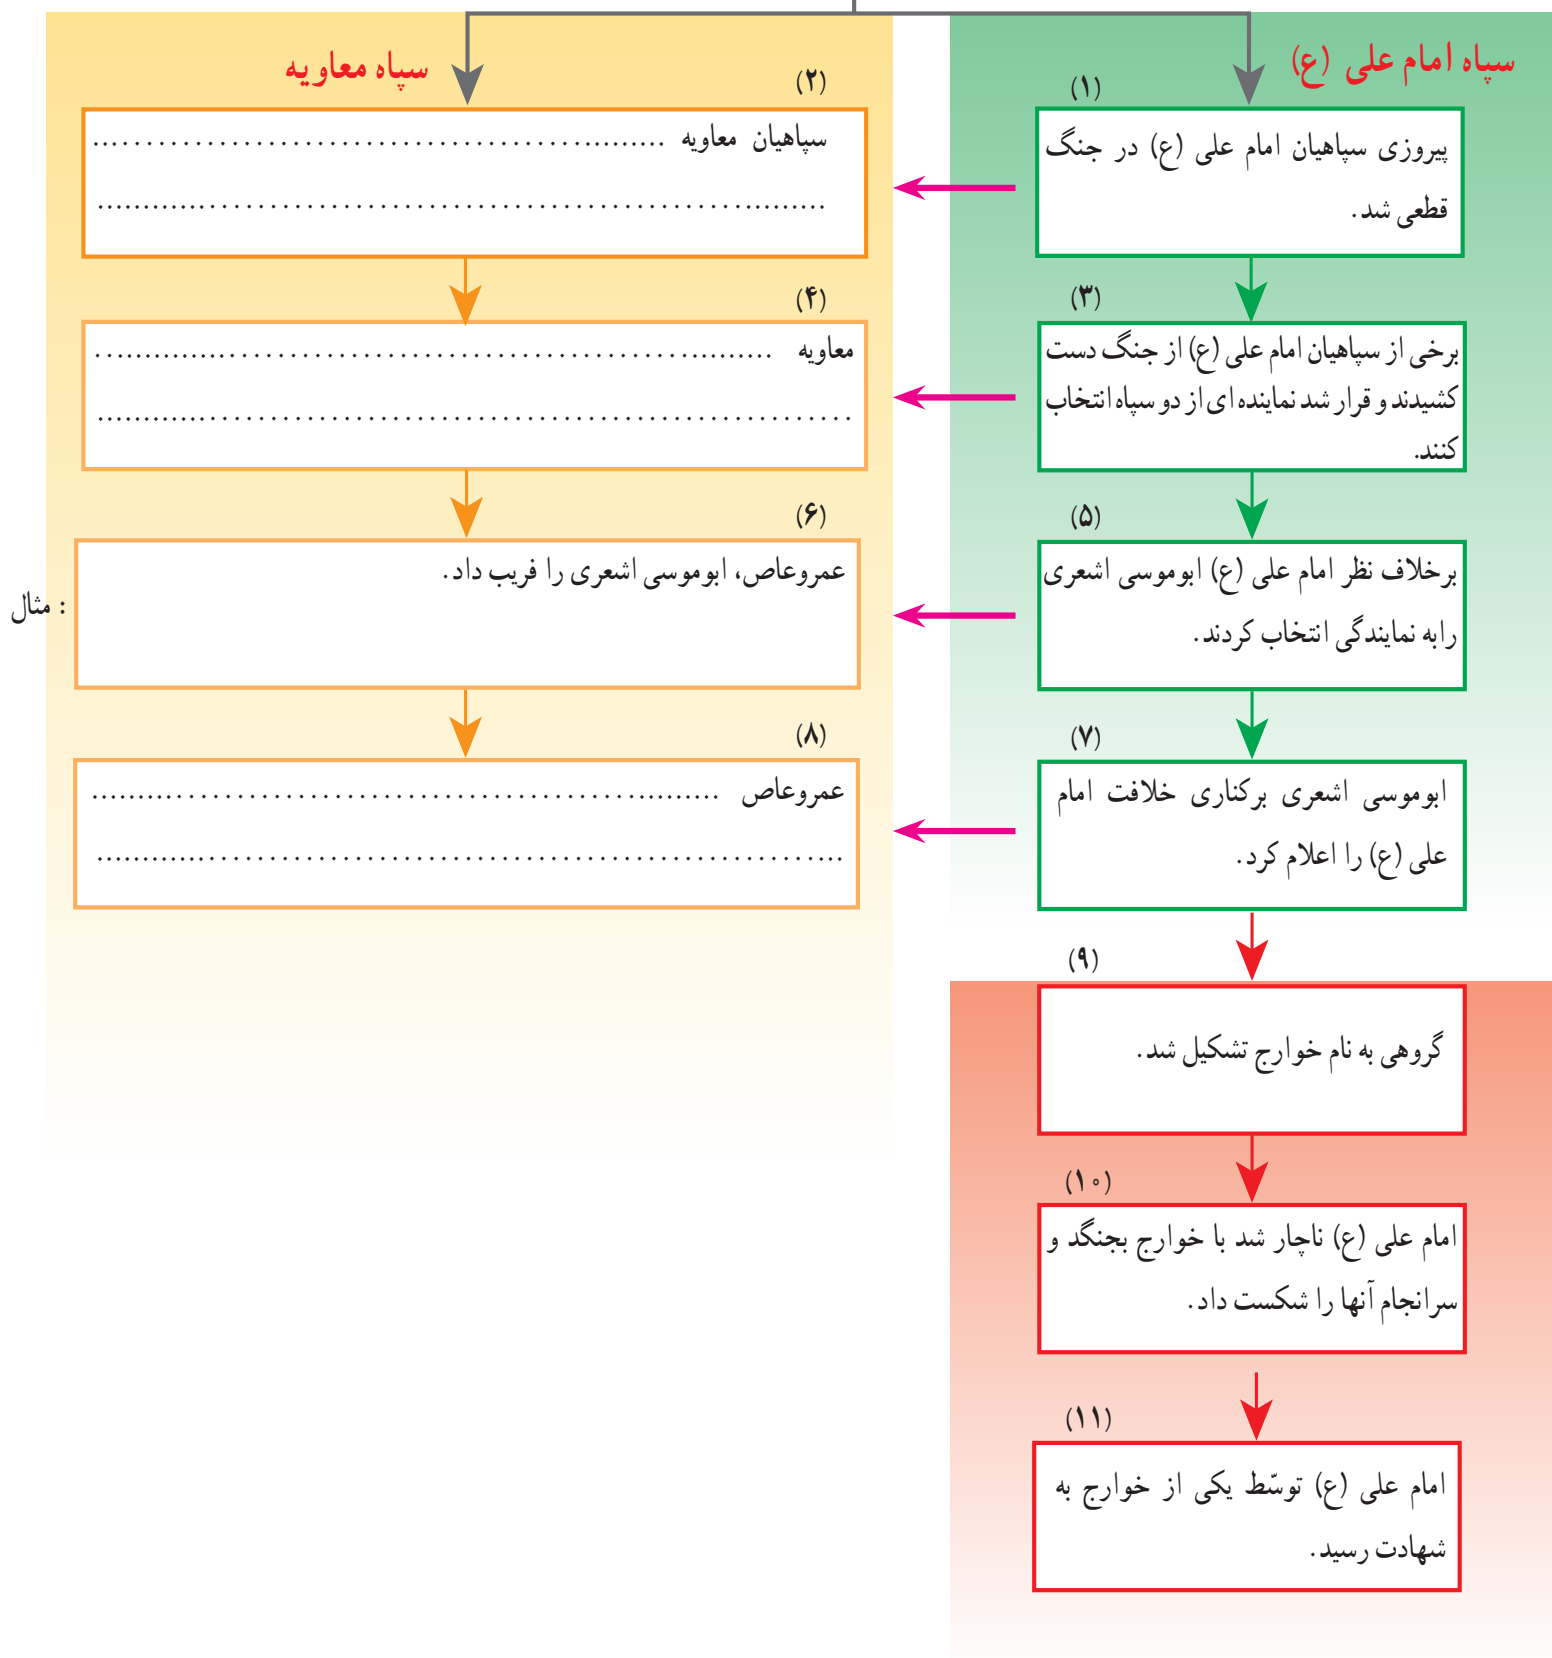 سپاه امام علی (ع)
سپاه معاویه
(۱)
پیروزی سپاهیان امام علی (ع) در جنگ
قطعی شد.
(۲)
سپاهیان معاویه ............................................................
............................................................
(۳)
برخی از سپاهیان امام علی (ع) از جنگ دست
کشیدند و قرار شد نماینده ای از دو سپاه انتخاب
کنند.
(۴)
معاویه ............................................................
............................................................
(۵)
برخلاف نظر امام علی (ع) ابوموسی اشعری
رابه نمایندگی انتخاب کردند.
(۶)
مثال :
عمروعاص، ابوموسی اشعری را فریب داد.
(۷)
ابوموسی اشعری برکناری خلافت امام
علی (ع) را اعلام کرد.
(۸)
عمروعاص ............................................................
............................................................
(۹)
گروهی به نام خوارج تشکیل شد.
(۱۰)
امام علی (ع) ناچار شد با خوارج بجنگد و
سرانجام آنها را شکست داد.
(۱۱)
امام علی (ع) توسّط یکی از خوارج به
شهادت رسید.